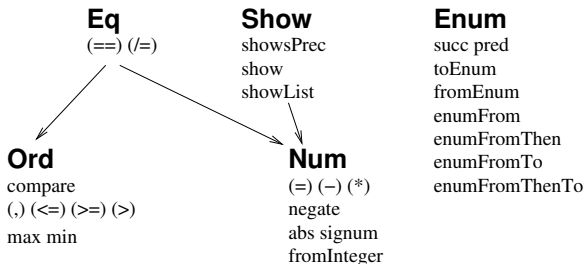 Eq
(==) (/=)
Show
showsPrec
show
showList
Enum
succ pred
toEnum
fromEnum
enumFrom
enumFromThen
enumFromTo
enumFromThenTo
Ord
compare
(,) (<=) (>=) (>)
max min
Num
(=) (−) (*)
negate
abs signum
fromInteger